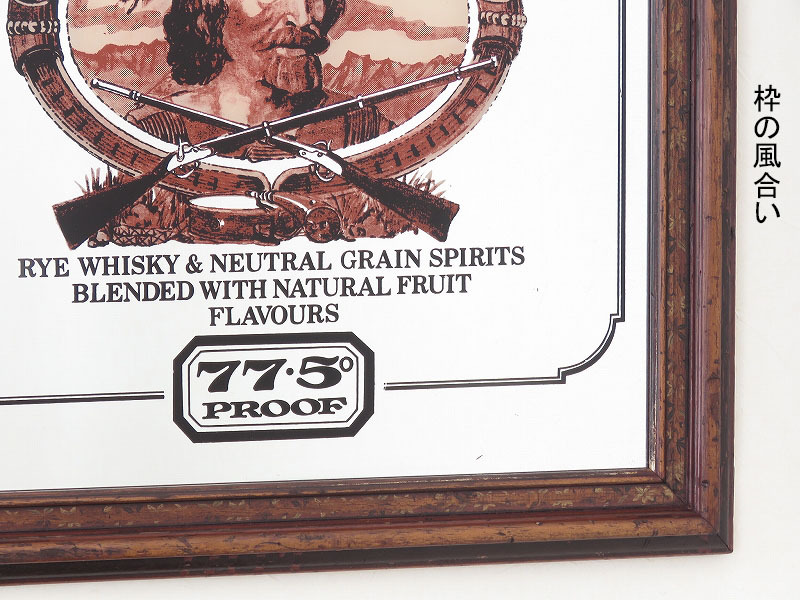 枠の風合い
RYE WHISKY & NEUTRAL GRAIN SPIRITS
BLENDED WITH NATURAL FRUIT
FLAVOURS
77·5°
PROOF